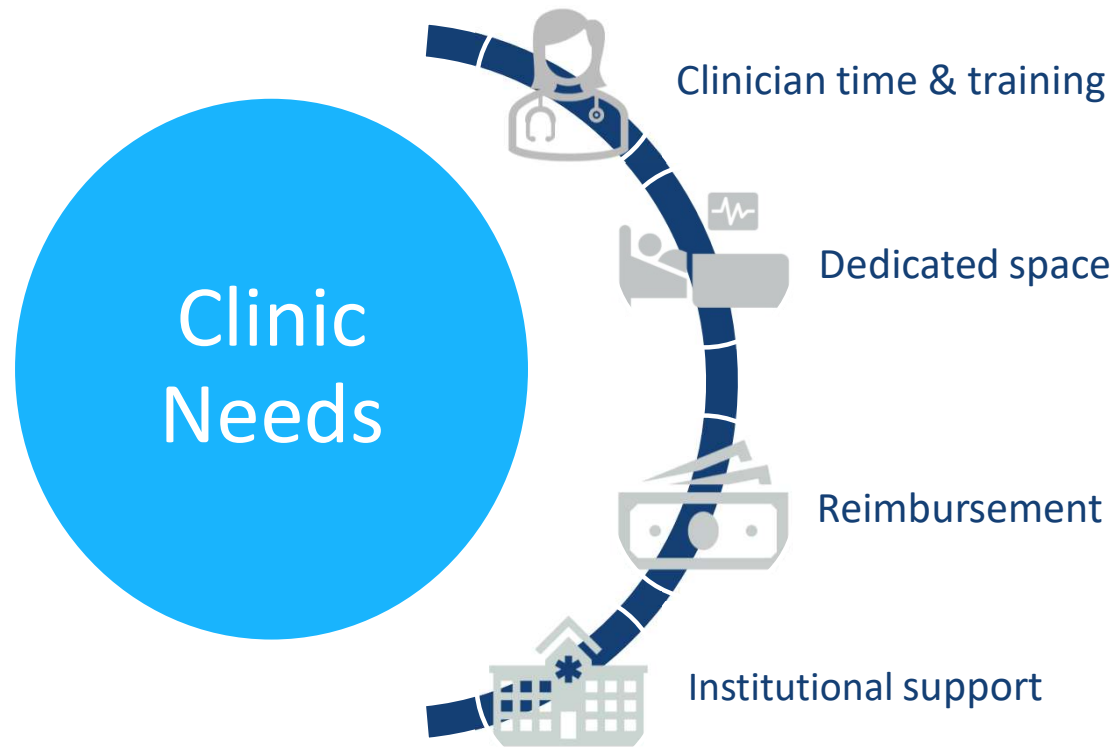 Clinic
Needs
Clinician time & training
Dedicated space
Reimbursement
Institutional support